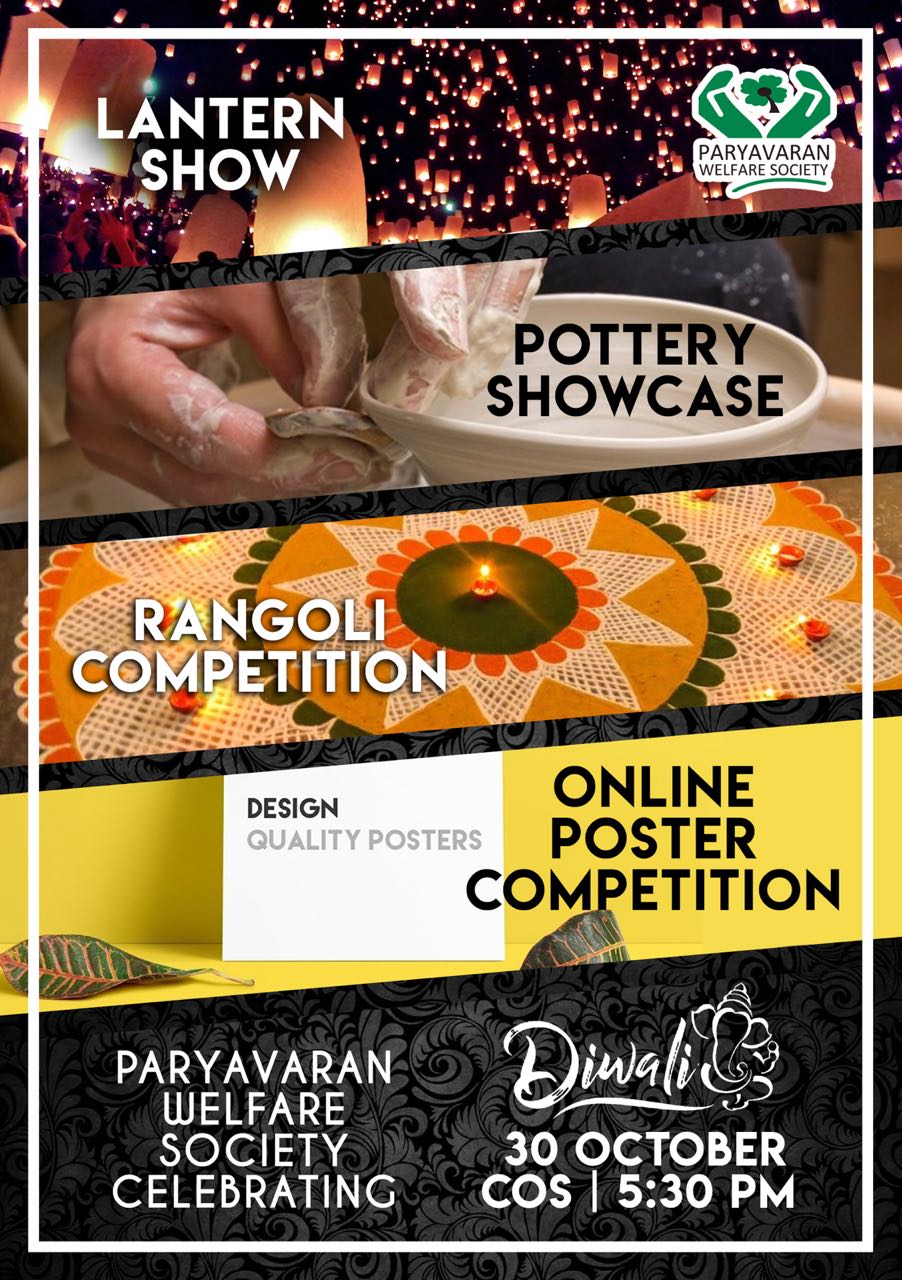 LANTERN
SHOW
PARYAVARAN
WELFARE SOCIETY
POTTERY
SHOWCASE
RANGOLI
COMPETITION
DESIGN
QUALITY POSTERS
ONLINE
POSTER
COMPETITION
PARYAVARAN
WELFARE
SOCIETY
CELEBRATING
Diwali
30 OCTOBER
COS | 5:30 PM